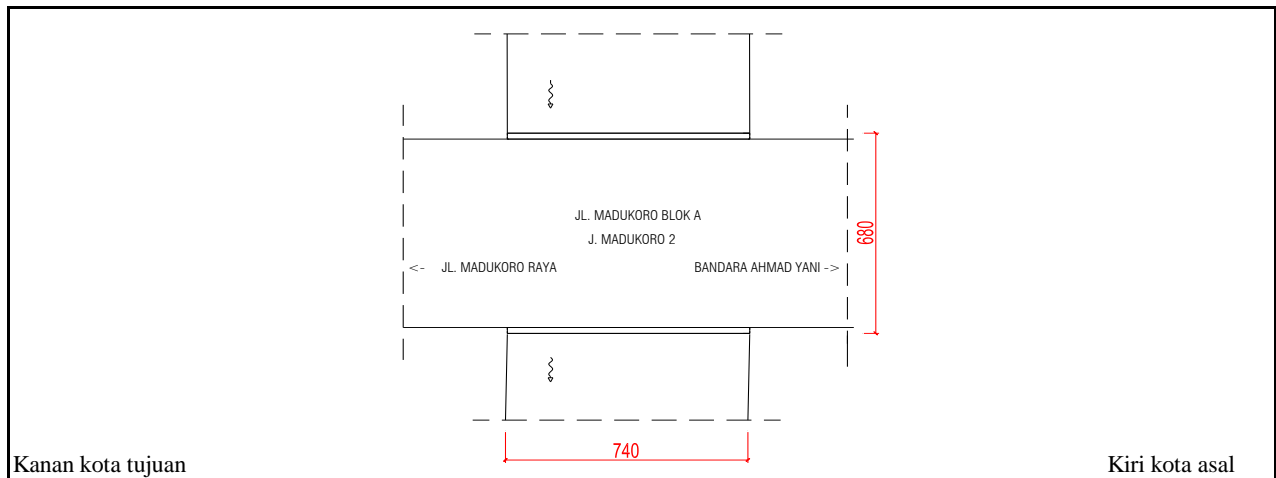 JL. MADUKORO BLOK A
J. MADUKORO 2
<- JL. MADUKORO RAYA
BANDARA AHMAD YANI ->
680
740
Kanan kota tujuan
Kiri kota asal